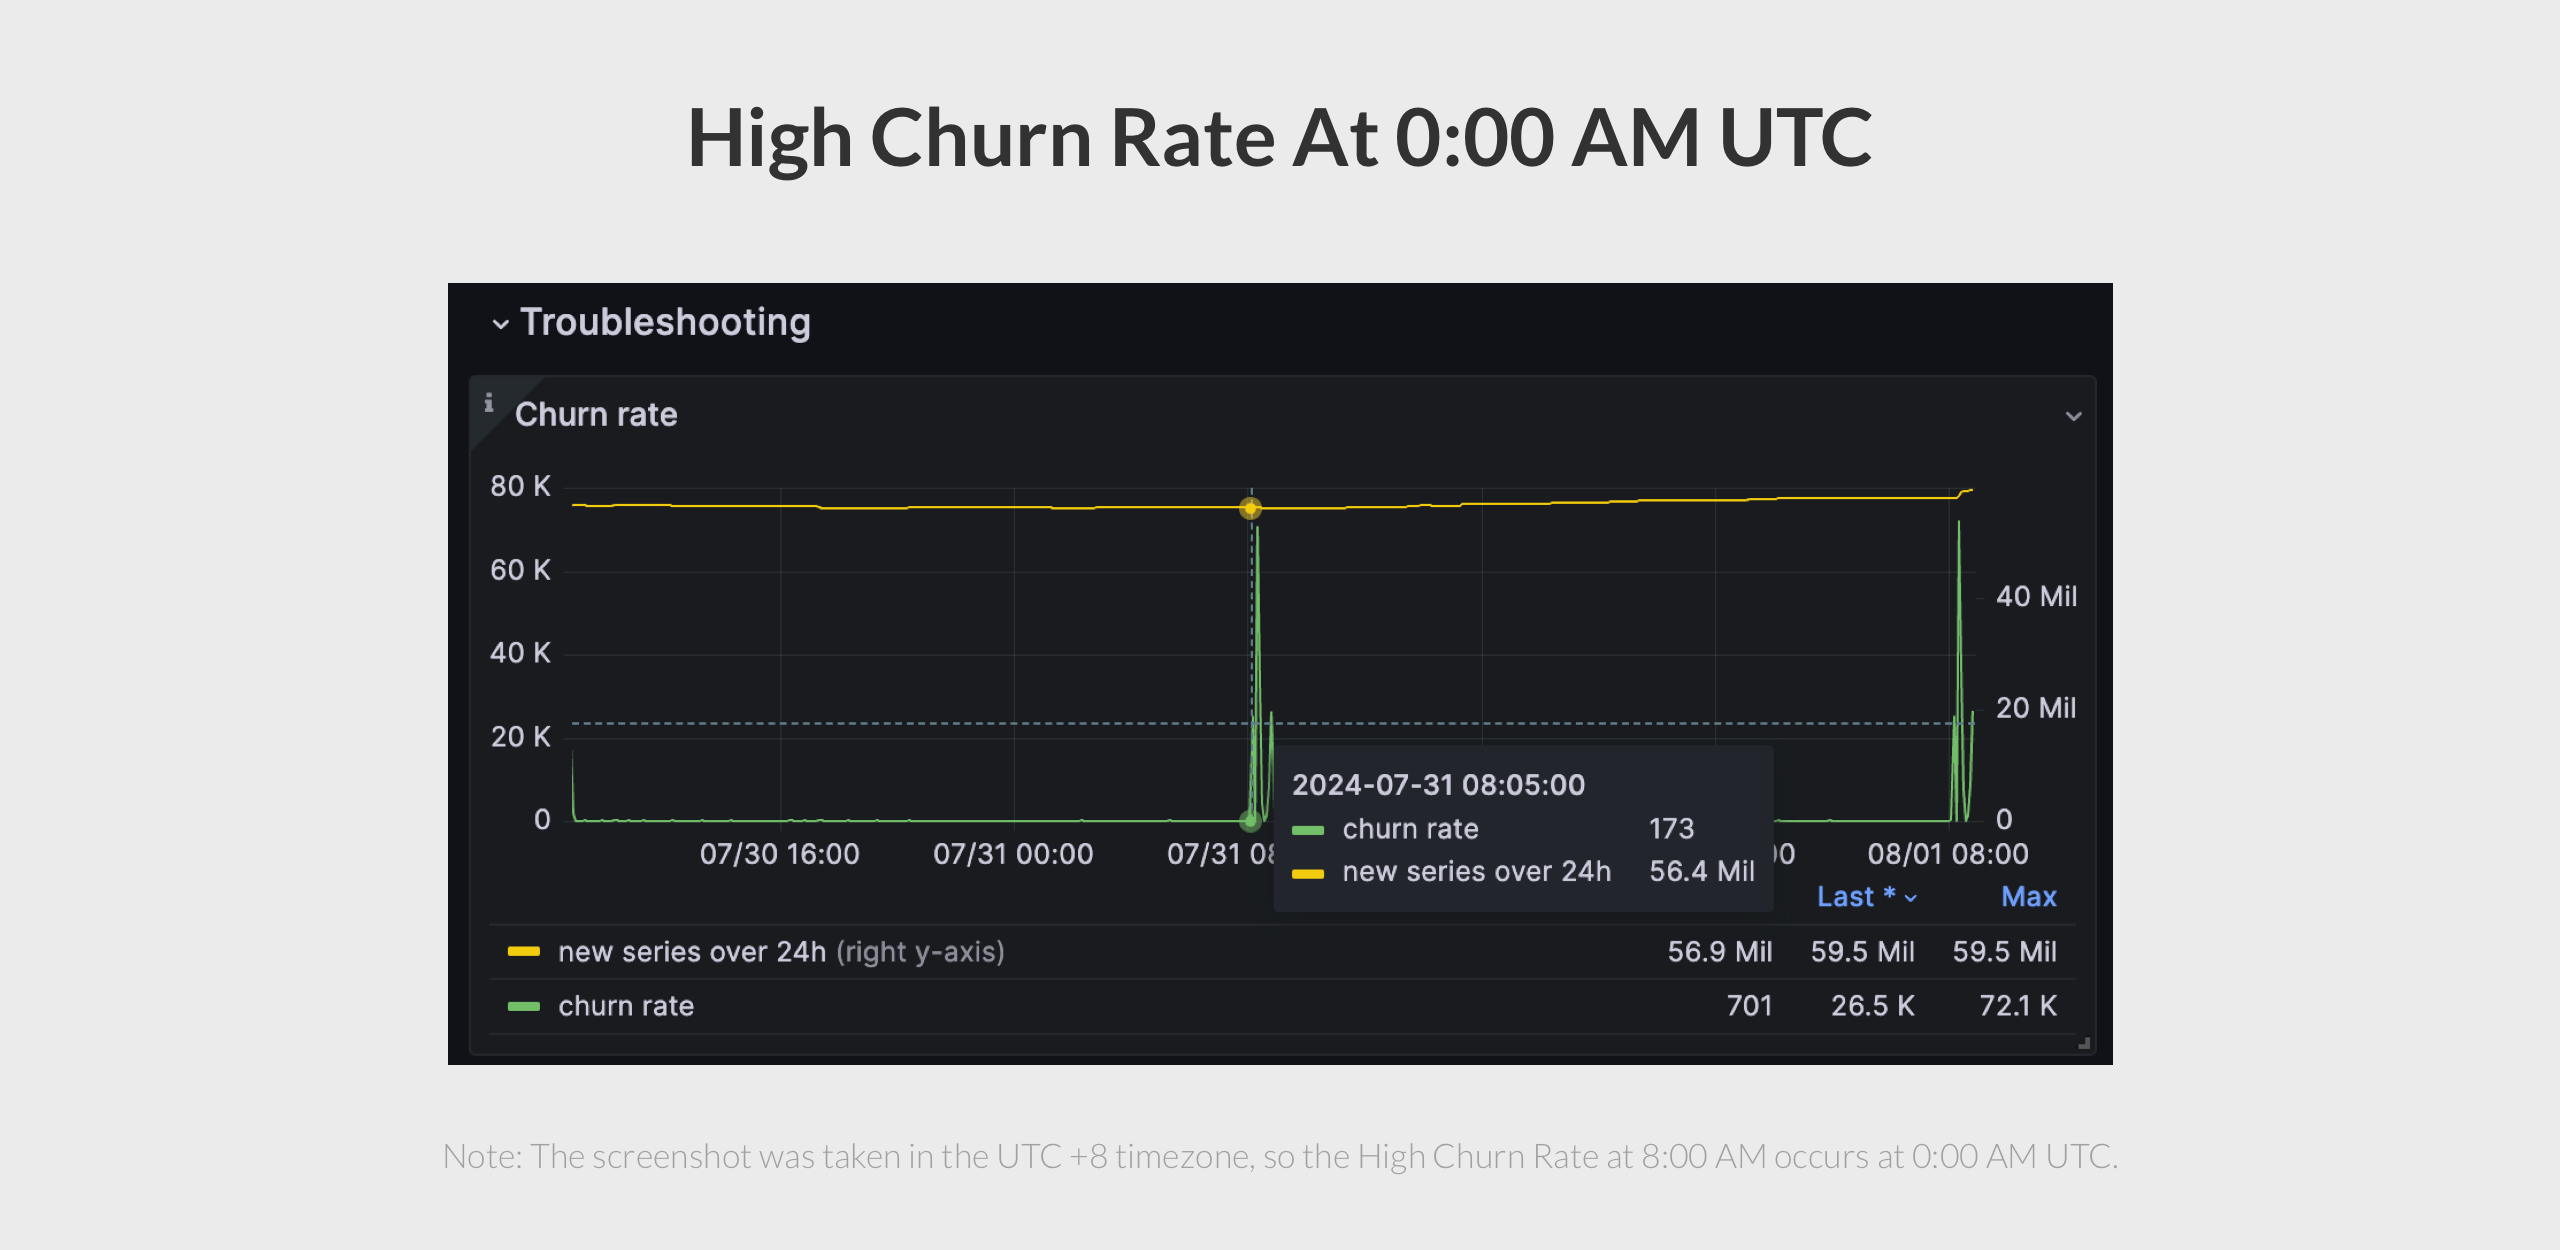 High Churn Rate At 0:00 AM UTC
Troubleshooting
i
Churn rate
80 K
60 K
40 K
20 K
0
40 Mil
20 Mil
0
2024-07-31 08:05:00
churn rate 173
new series over 24h 56.4 Mil
07/30 16:00 07/31 00:00 07/31 08/01 08:00
Last * Max
new series over 24h (right y-axis) 56.9 Mil 59.5 Mil 59.5 Mil
churn rate 701 26.5 K 72.1 K
Note: The screenshot was taken in the UTC +8 timezone, so the High Churn Rate at 8:00 AM occurs at 0:00 AM UTC.